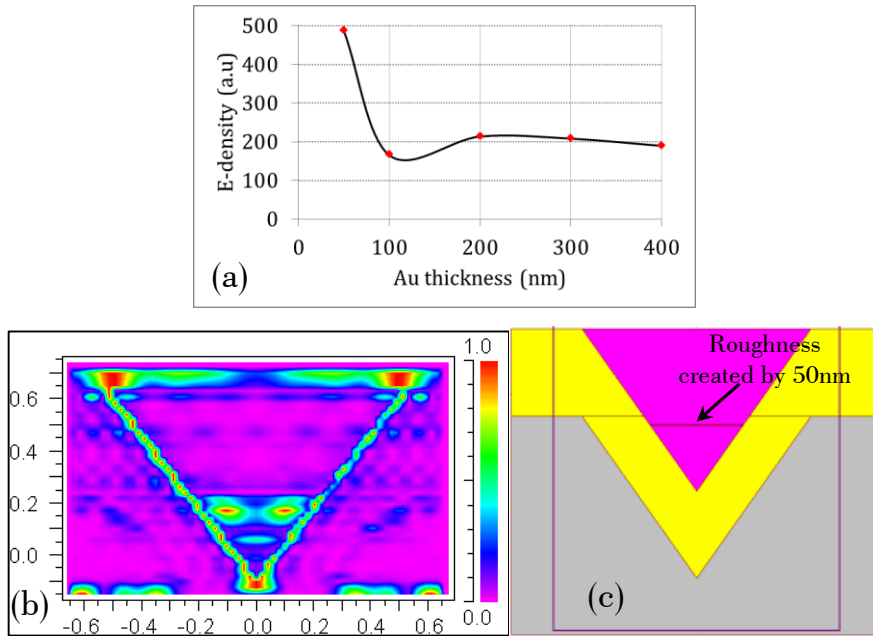 500
400
300
200
100
0
E-density (a.u)
0 100 200 300 400
Au thickness (nm)
(a)
1.0
0.6
0.4
0.2
0.0
0.0
-0.6 -0.4 -0.2 0.0 0.2 0.4 0.6
(b)
Roughness
created by 50nm
(c)